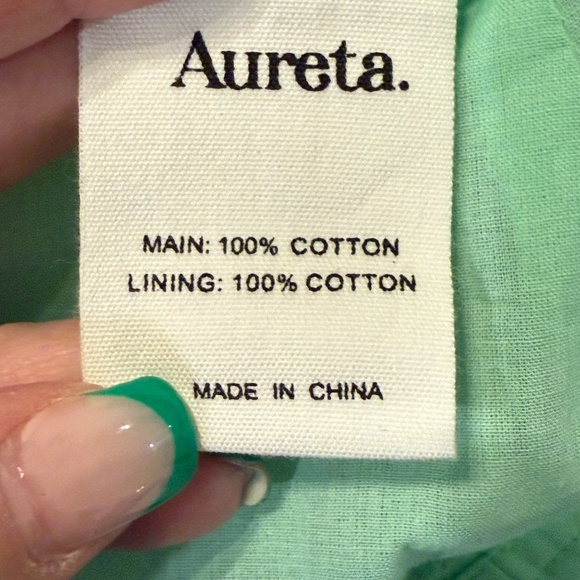 Aureta.
MAIN: 100% COTTON
LINING: 100% COTTON
MADE IN CHINA